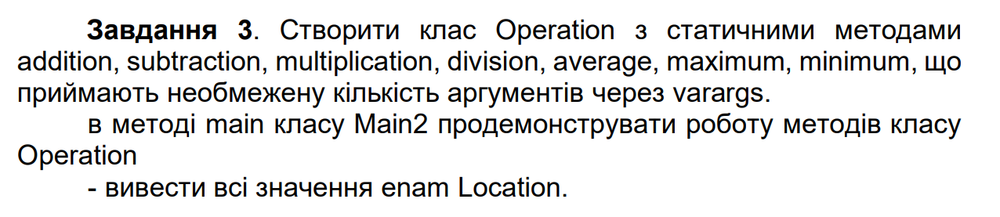 Завдання 3. Створити клас Operation з статичними методами
addition, subtraction, multiplication, division, average, maximum, minimum, що
приймають необмежену кількість аргументів через varargs.
в методі main класу Main2 продемонструвати роботу методів класу
Operation
- вивести всі значення enam Location.